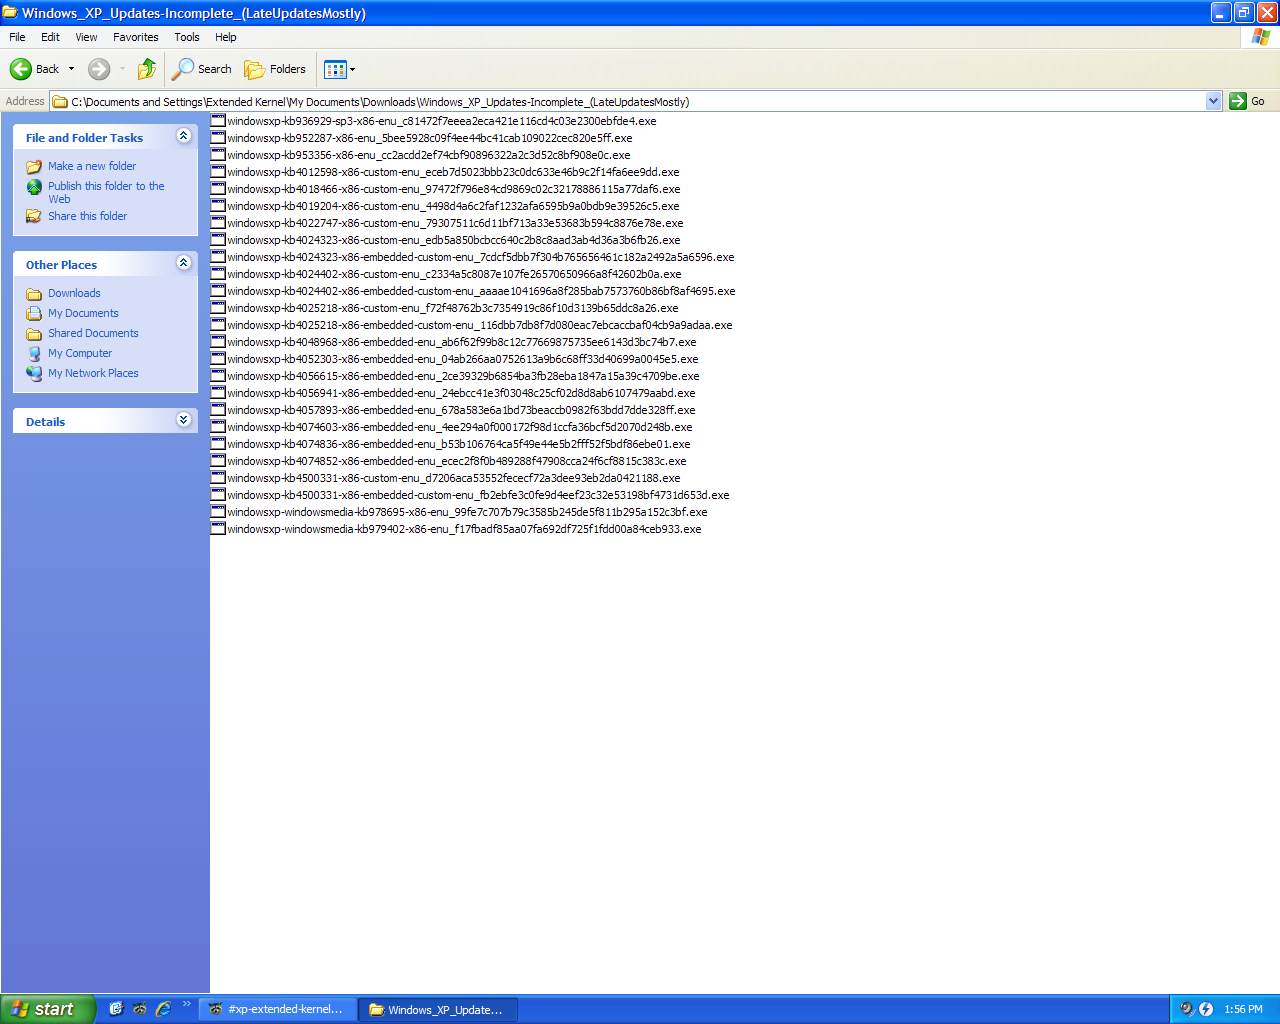 Windows_XP_Updates-Incomplete_(LateUpdatesMostly)
File Edit View Favorites Tools Help
Back Search Folders
Address C:\Documents and Settings\Extended Kernel\My Documents\Downloads\Windows_XP_Updates-Incomplete_(LateUpdatesMostly) Go
File and Folder Tasks
Make a new folder
Publish this folder to the
Web
Share this folder
Other Places
Downloads
My Documents
Shared Documents
My Computer
My Network Places
Details
windowsxp-kb936929-sp3-x86-enu_c81472f7eeea2eca421e116cd4c03e2300ebfde4.exe
windowsxp-kb952287-x86-enu_5bee5928c09f4ee44bc41cab109022cec820e5ff.exe
windowsxp-kb953356-x86-enu_cc2acdd2ef74cbf90896322a2c3d52c8bf908e0c.exe
windowsxp-kb4012598-x86-custom-enu_eceb7d5023bbb23c0dc633e46b9c2f14fa6ee9dd.exe
windowsxp-kb4018466-x86-custom-enu_97472f796e84cd9869c02c32178886115a77daf6.exe
windowsxp-kb4019204-x86-custom-enu_4498d4a6c2faf1232afa6595b9a0bdb9e39526c5.exe
windowsxp-kb4022747-x86-custom-enu_79307511c6d11bf713a33e53683b594c8876e78e.exe
windowsxp-kb4024323-x86-custom-enu_edb5a850bcbcc640c2b8c8aad3ab4d36a3b6fb26.exe
windowsxp-kb4024323-x86-embedded-custom-enu_7cdcf5dbb7f304b765656461c182a2492a5a6596.exe
windowsxp-kb4024402-x86-custom-enu_c2334a5c8087e107fe26570650966a8f42602b0a.exe
windowsxp-kb4024402-x86-embedded-custom-enu_aaaae1041696a8f285bab7573760b86bf8af4695.exe
windowsxp-kb4025218-x86-custom-enu_f72f48762b3c7354919c86f10d3139b65ddc8a26.exe
windowsxp-kb4025218-x86-embedded-custom-enu_116dbb7db8f7d080eac7ebcaccbaf04cb9a9adaa.exe
windowsxp-kb4048968-x86-embedded-enu_ab6f62f99b8c12c77669875735ee6143d3bc74b7.exe
windowsxp-kb4052303-x86-embedded-enu_04ab266aa0752613a9b6c68ff33d40699a0045e5.exe
windowsxp-kb4056615-x86-embedded-enu_2ce39329b6854ba3fb28eba1847a15a39c4709be.exe
windowsxp-kb4056941-x86-embedded-enu_24ebcc41e3f03048c25cf02d8d8ab6107479aabd.exe
windowsxp-kb4057893-x86-embedded-enu_678a583e6a1bd73beaccb0982f63bdd7dde328ff.exe
windowsxp-kb4074603-x86-embedded-enu_4ee294a0f000172f98d1ccfa36bcf5d2070d248b.exe
windowsxp-kb4074836-x86-embedded-enu_b53b106764ca5f49e44e5b2fff52f5bdf86ebe01.exe
windowsxp-kb4074852-x86-embedded-enu_ecec2f8f0b489288f47908cca24f6cf8815c383c.exe
windowsxp-kb4500331-x86-custom-enu_d7206aca53552fececf72a3dee93eb2da0421188.exe
windowsxp-kb4500331-x86-embedded-custom-enu_fb2ebfe3c0fe9d4eef23c32e53198bf4731d653d.exe
windowsxp-windowsmedia-kb978695-x86-enu_99fe7c707b79c3585b245de5f811b295a152c3bf.exe
windowsxp-windowsmedia-kb979402-x86-enu_f17fbadf85aa07fa692df725f1fdd00a84ceb933.exe
start #xp-extended-kernel... Windows_XP_Update... 1:56 PM